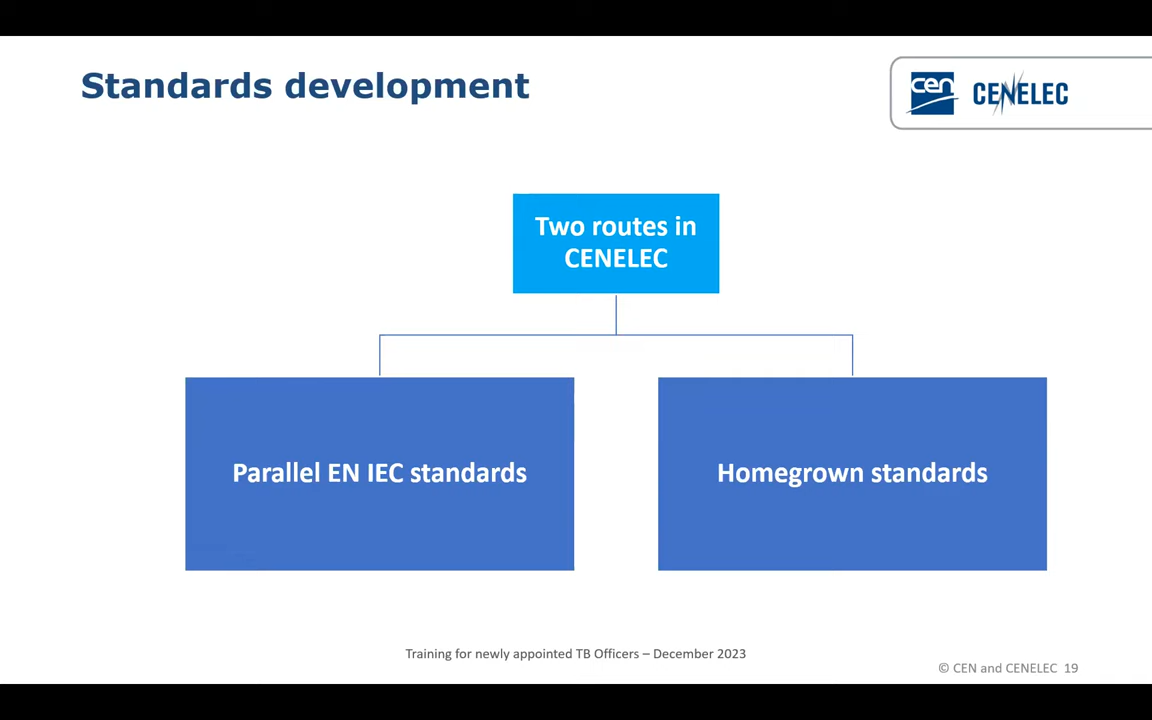 Standards development
cen CENELEC
Two routes in
CENELEC
Parallel EN IEC standards
Homegrown standards
Training for newly appointed TB Officers – December 2023
© CEN and CENELEC 19